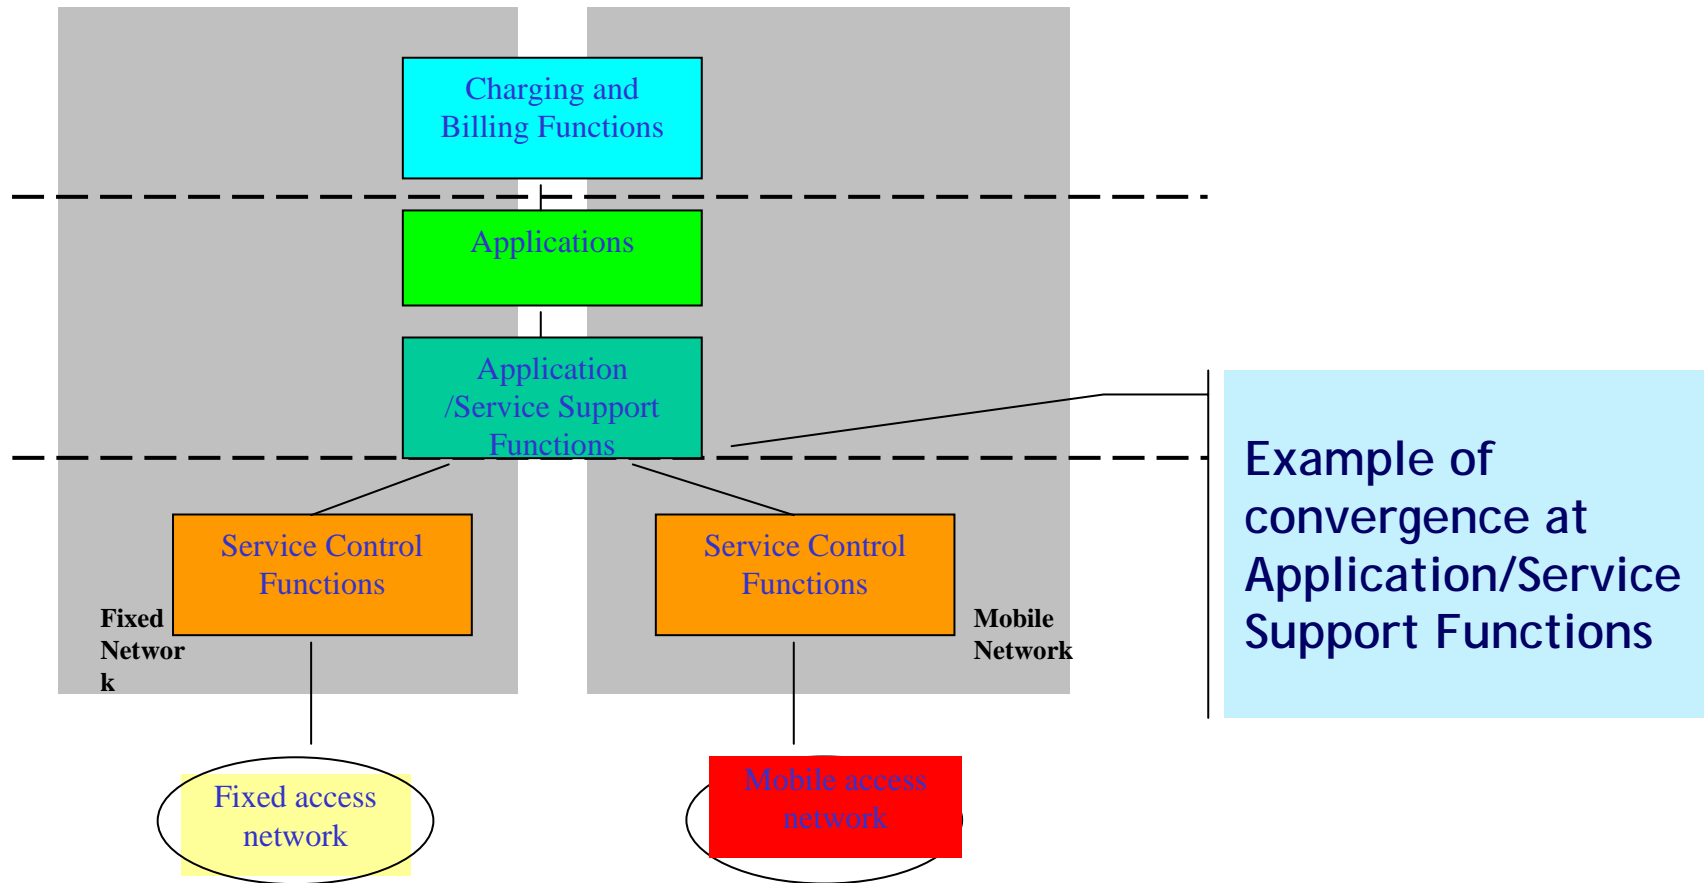 Charging and
Billing Functions
Applications
Application
/Service Support
Functions
Service Control
Functions
Service Control
Functions
Fixed
Networ
k
Mobile
Network
Fixed access
network
Mobile access
network
Example of
convergence at
Application/Service
Support Functions